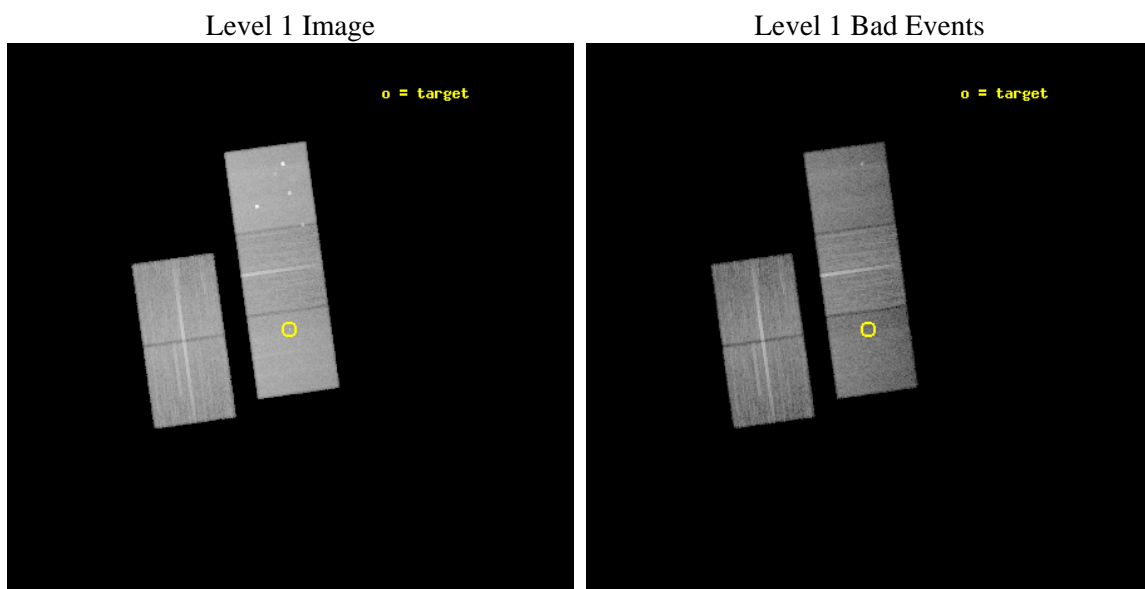 Level 1 Image
Level 1 Bad Events
o = target
o = target